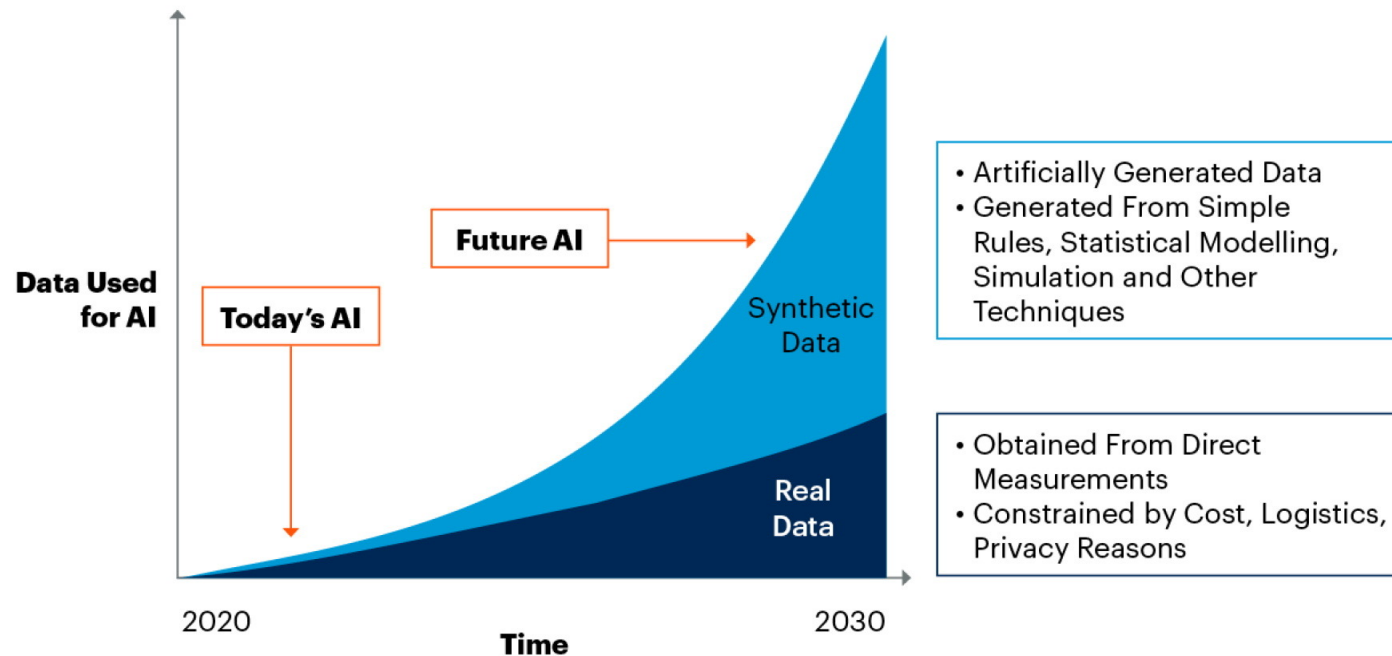 Data Used
for AI
Today's AI
Future AI
Synthetic
Data
Real
Data
• Artificially Generated Data
• Generated From Simple
Rules, Statistical Modelling,
Simulation and Other
Techniques
• Obtained From Direct
Measurements
• Constrained by Cost, Logistics,
Privacy Reasons
2020
2030
Time